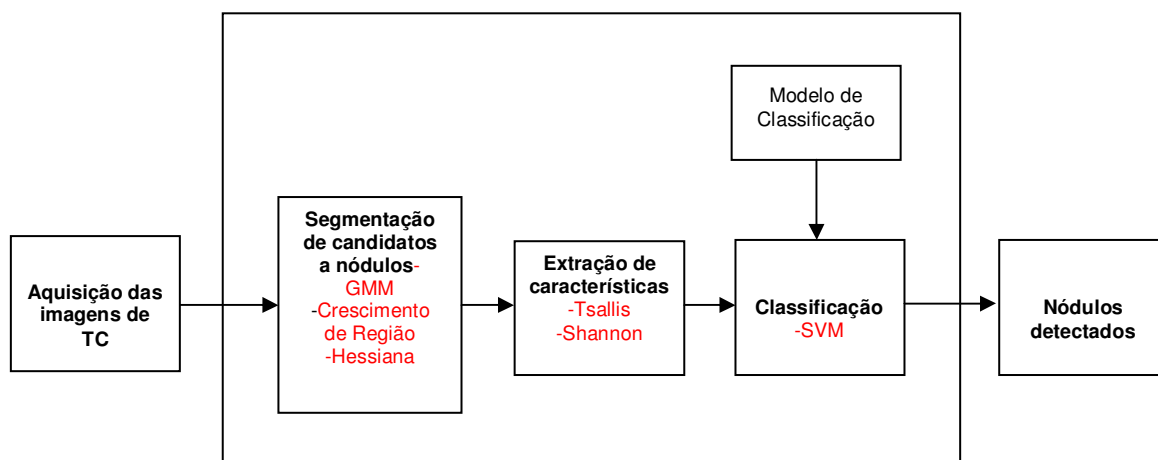 Modelo de
Classificação
Segmentação
de candidatos
a nódulos-
GMM
-Crescimento
de Região
-Hessiana
Extração de
características
-Tsallis
-Shannon
Classificação
-SVM
Aquisição das
imagens de
TC
Nódulos
detectados